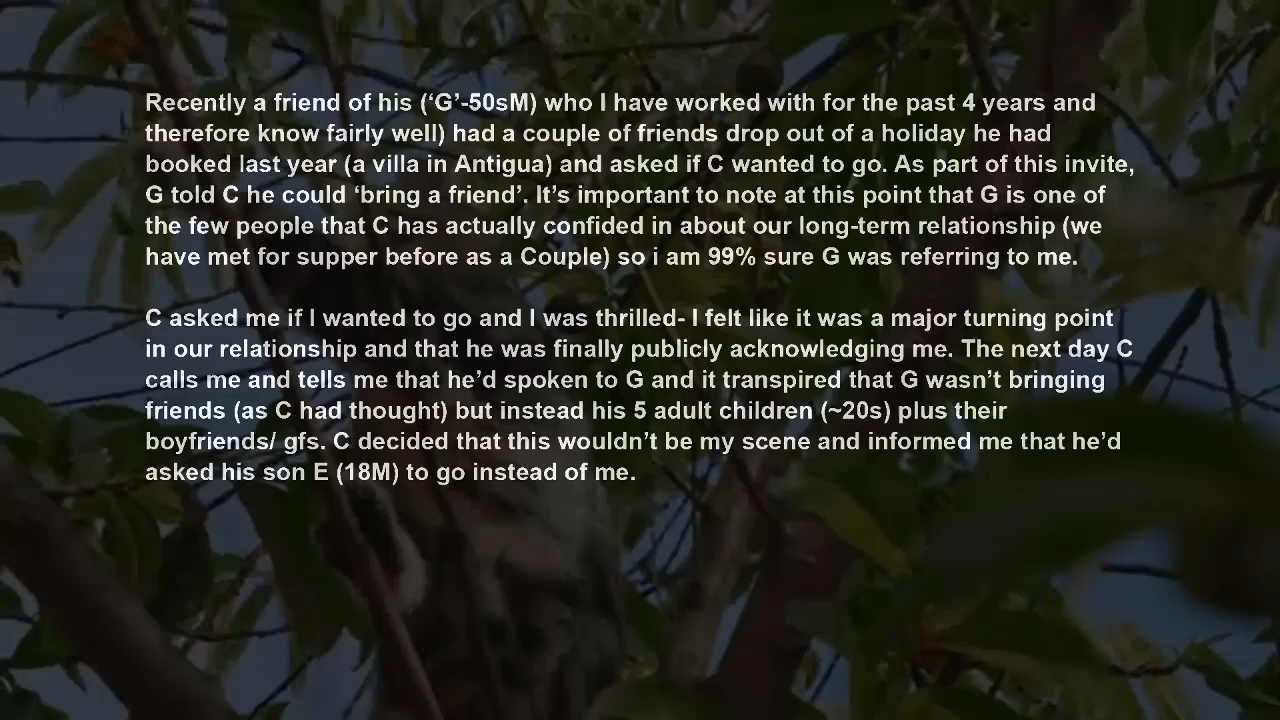 Recently a friend of his (‘G’-50sM) who I have worked with for the past 4 years and
therefore know fairly well) had a couple of friends drop out of a holiday he had
booked last year (a villa in Antigua) and asked if C wanted to go. As part of this invite,
G told C he could ‘bring a friend’. It’s important to note at this point that G is one of
the few people that C has actually confided in about our long-term relationship (we
have met for supper before as a Couple) so i am 99% sure G was referring to me.
C asked me if I wanted to go and I was thrilled- I felt like it was a major turning point
in our relationship and that he was finally publicly acknowledging me. The next day C
calls me and tells me that he’d spoken to G and it transpired that G wasn’t bringing
friends (as C had thought) but instead his 5 adult children (~20s) plus their
boyfriends/ gfs. C decided that this wouldn’t be my scene and informed me that he’d
asked his son E (18M) to go instead of me.